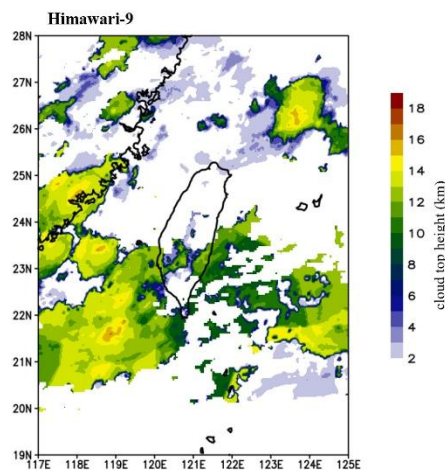 Himawari-9
28N
27N
26N
25N
24N
23N
22N
21N
20N
19N
117E 118E 119E 120E 121E 122E 123E 124E 125E
18
16
14
12
10
8
6
4
2
cloud top height (km)